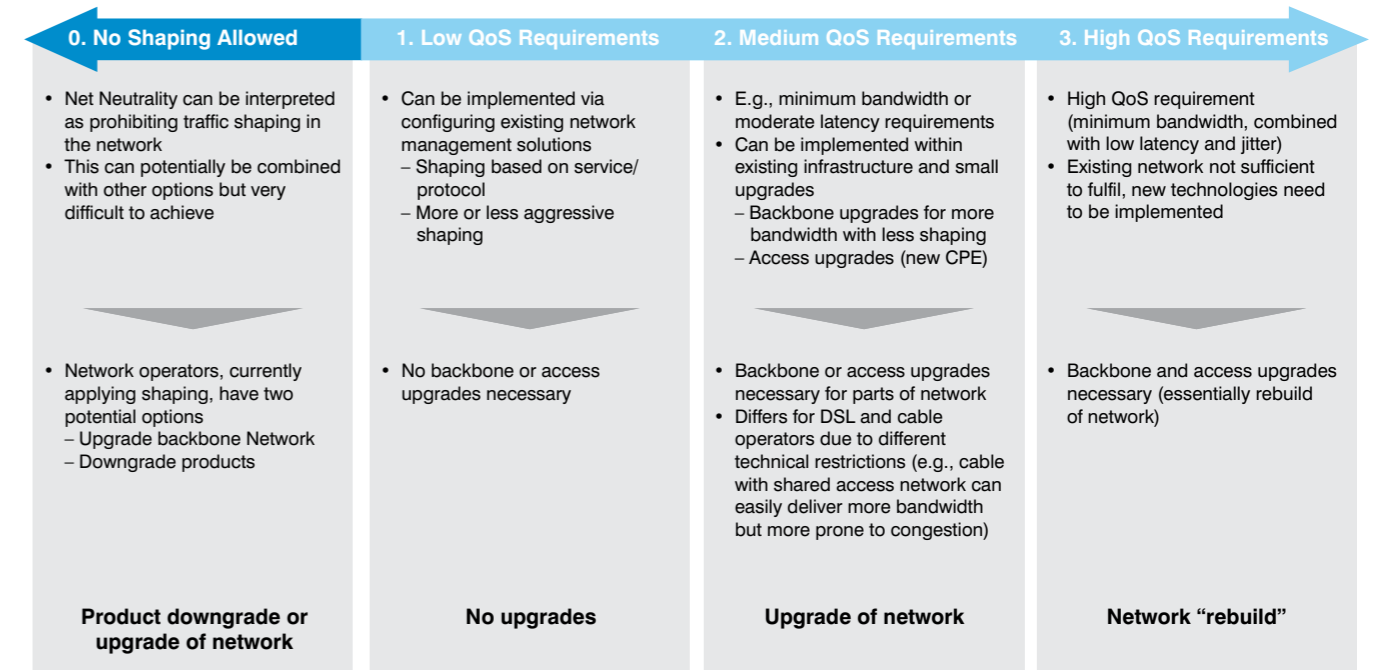 0. No Shaping Allowed
• Net Neutrality can be interpreted
as prohibiting traffic shaping in
the network
• This can potentially be combined
with other options but very
difficult to achieve
• Network operators, currently
applying shaping, have two
potential options
– Upgrade backbone Network
– Downgrade products
Product downgrade or
upgrade of network
1. Low QoS Requirements
• Can be implemented via
configuring existing network
management solutions
– Shaping based on service/
protocol
– More or less aggressive
shaping
• No backbone or access
upgrades necessary
No upgrades
2. Medium QoS Requirements
• E.g., minimum bandwidth or
moderate latency requirements
• Can be implemented within
existing infrastructure and small
upgrades
– Backbone upgrades for more
bandwidth with less shaping
– Access upgrades (new CPE)
• Backbone or access upgrades
necessary for parts of network
• Differs for DSL and cable
operators due to different
technical restrictions (e.g., cable
with shared access network can
easily deliver more bandwidth
but more prone to congestion)
Upgrade of network
3. High QoS Requirements
• High QoS requirement
(minimum bandwidth, combined
with low latency and jitter)
• Existing network not sufficient
to fulfil, new technologies need
to be implemented
• Backbone and access upgrades
necessary (essentially rebuild
of network)
Network “rebuild”